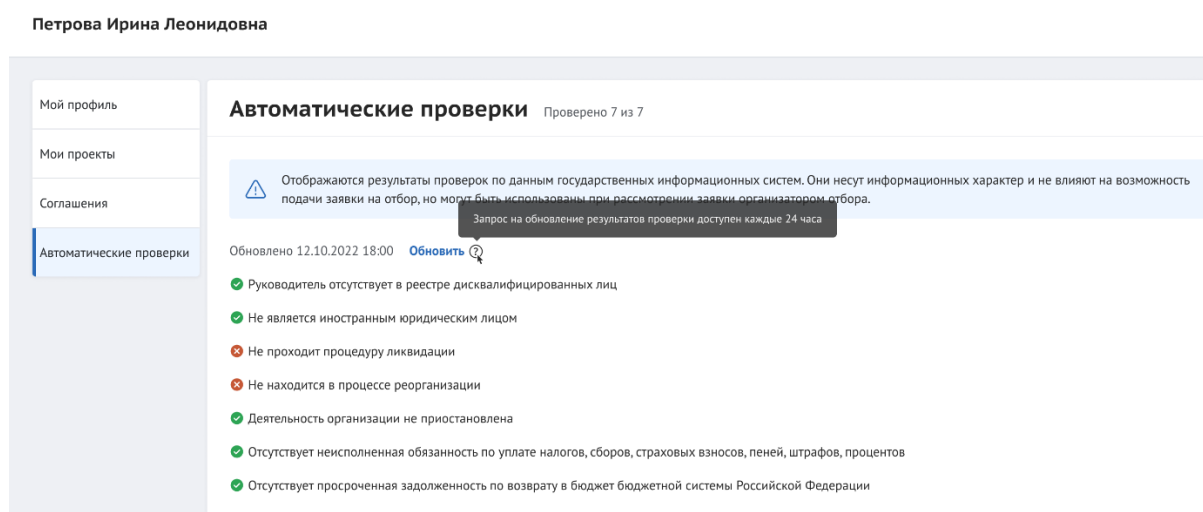 Петрова Ирина Леонидовна
Мой профиль
Мои проекты
Соглашения
Автоматические проверки
Автоматические проверки Проверено 7 из 7
Отображаются результаты проверок по данным государственных информационных систем. Они несут информационных характер и не влияют на возможность
подачи заявки на отбор, но могут быть использованы при рассмотрении заявки организатором отбора.
Запрос на обновление результатов проверки доступен каждые 24 часа
Обновлено 12.10.2022 18:00 Обновить ?
Руководитель отсутствует в реестре дисквалифицированных лиц
Не является иностранным юридическим лицом
Не проходит процедуру ликвидации
Не находится в процессе реорганизации
Деятельность организации не приостановлена
Отсутствует неисполненная обязанность по уплате налогов, сборов, страховых взносов, пеней, штрафов, процентов
Отсутствует просроченная задолженность по возврату в бюджет бюджетной системы Российской Федерации